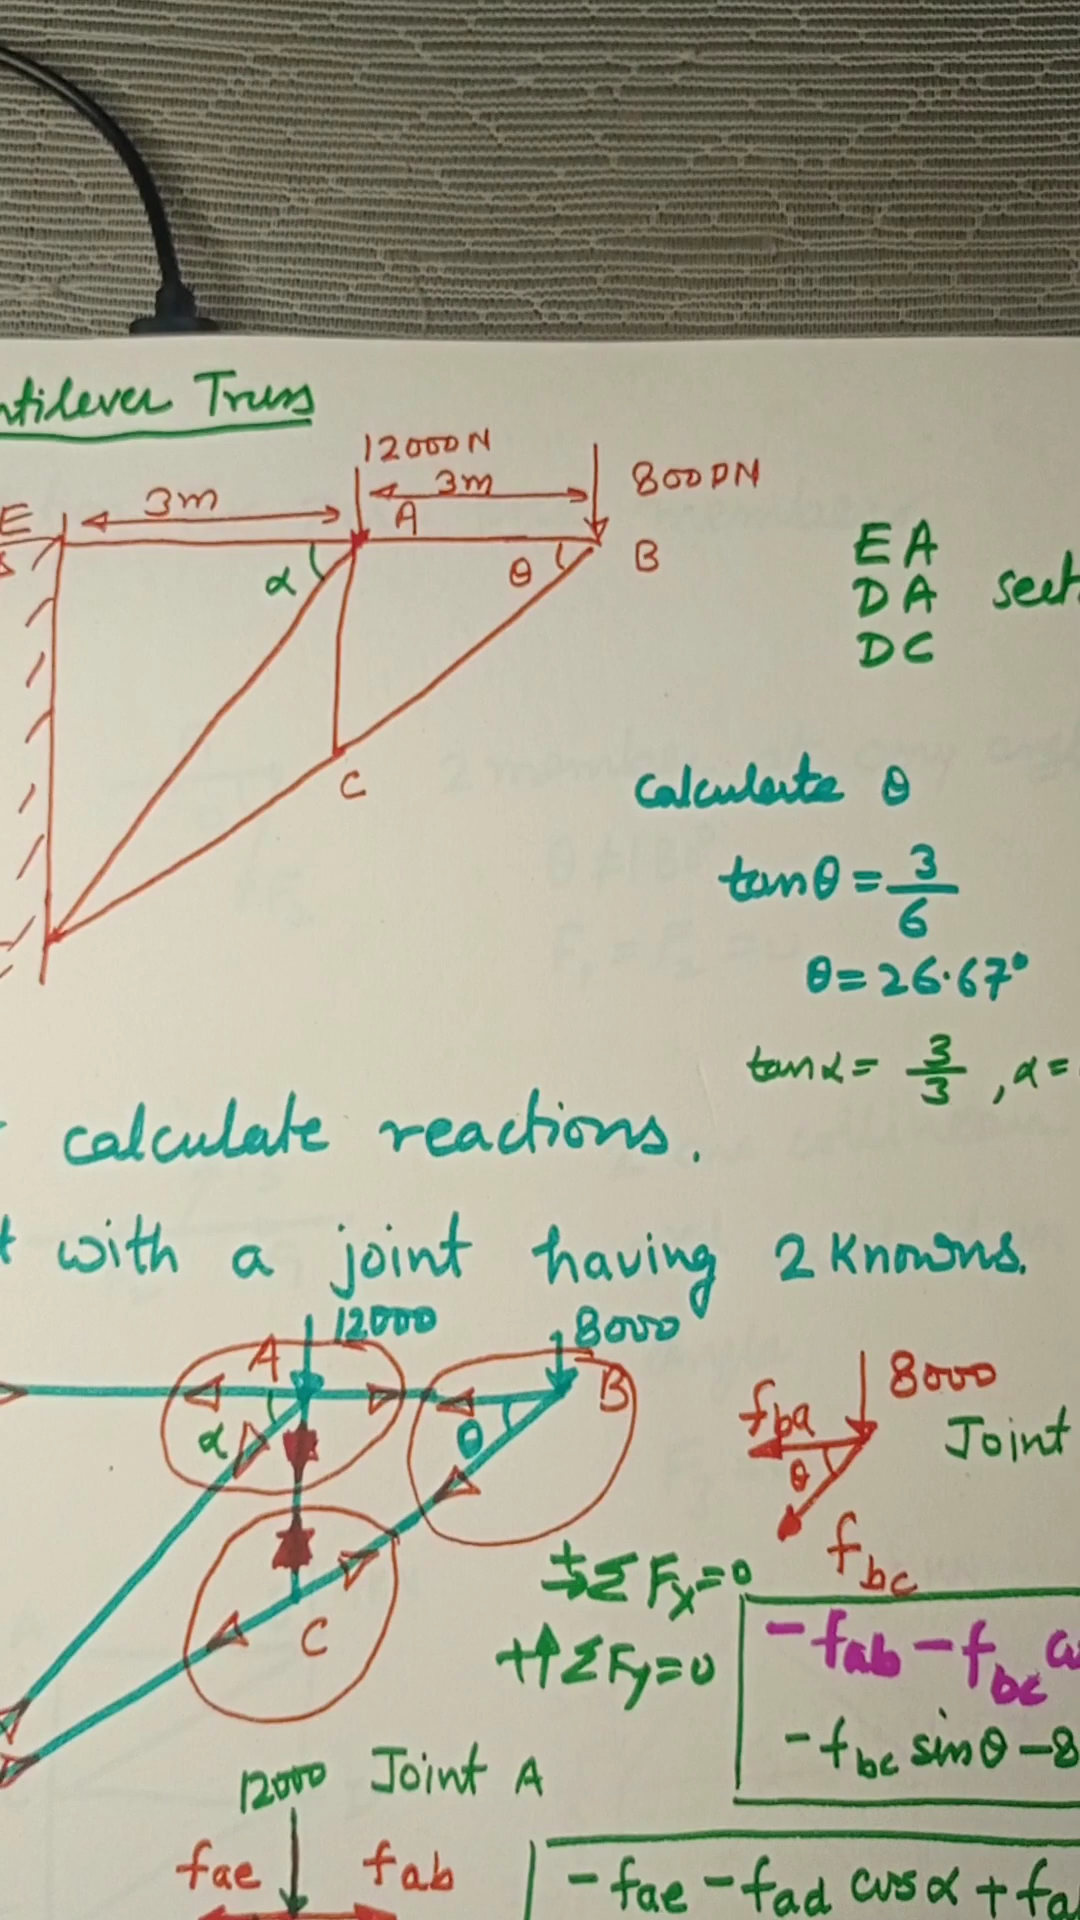 ntilever Truss
12000N
3m
3m
800DN
E
A
B
α
θ
C
EA
DA sect
DC
Calculate θ
tanθ = 3/6
θ = 26.67°
tanα = 3/3 , α =
calculate reactions.
t with a joint having 2 knowns.
12000
8000
A
B
α
θ
C
8000
fba
Joint
θ
fbc
+→ΣFx=0
+↑ΣFy=0
-fab - fbc cos
-fbc sinθ - 8
12000 Joint A
fae
fab
-fae - fad cosα + fa